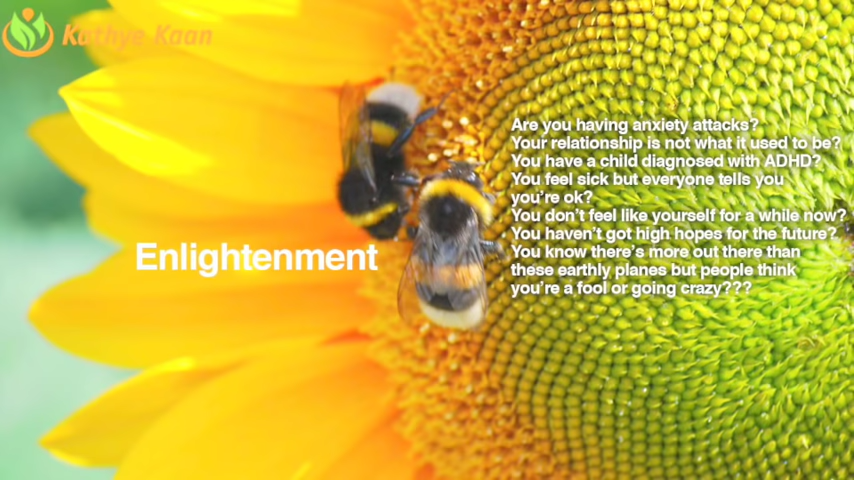 Kathye Kaan
Enlightenment
Are you having anxiety attacks?
Your relationship is not what it used to be?
You have a child diagnosed with ADHD?
You feel sick but everyone tells you
you're ok?
You don't feel like yourself for a while now?
You haven't got high hopes for the future?
You know there's more out there than
these earthly planes but people think
you're a fool or going crazy???